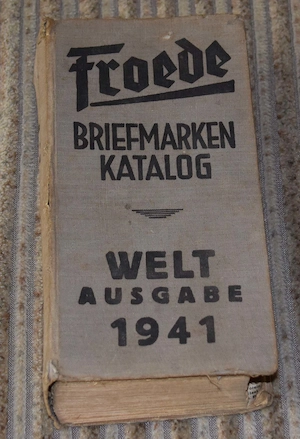 Froede
BRIEFMARKEN
KATALOG
WELT
AUSGABE
1941